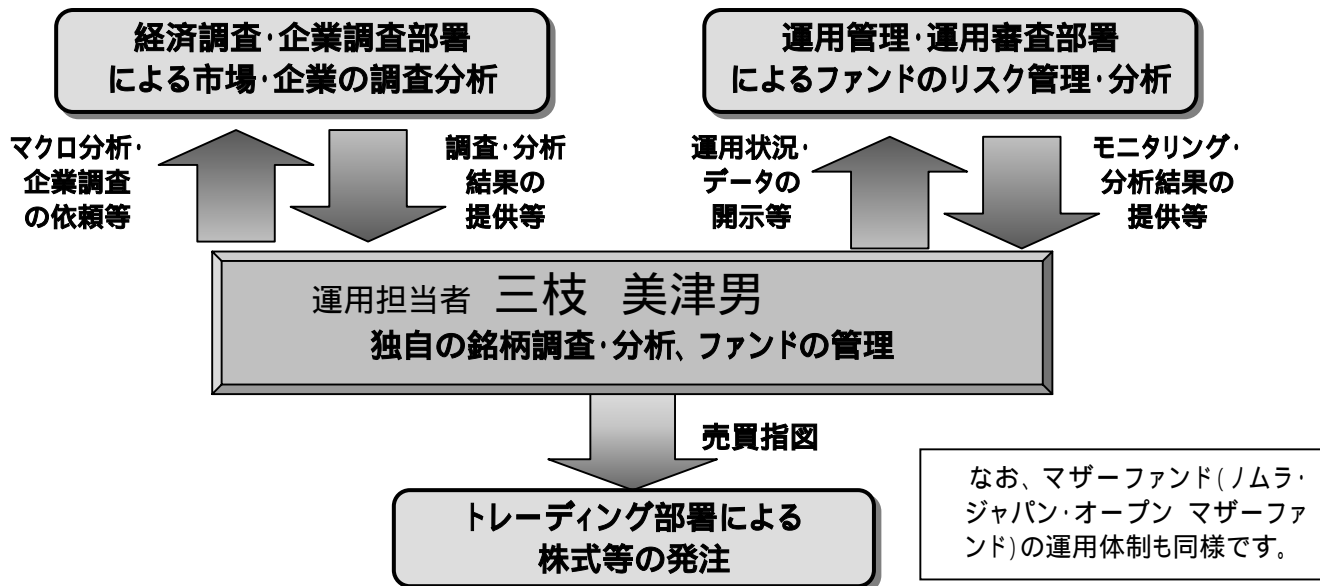 経済調査･企業調査部署
による市場･企業の調査分析
運用管理･運用審査部署
によるファンドのリスク管理･分析
マクロ分析･
企業調査
の依頼等
調査･分析
結果の
提供等
運用状況･
データの
開示等
モニタリング･
分析結果の
提供等
運用担当者 三枝 美津男
独自の銘柄調査･分析、ファンドの管理
売買指図
トレーディング部署による
株式等の発注
なお、マザーファンド(ノムラ･
ジャパン･オープン マザーファ
ンド)の運用体制も同様です。